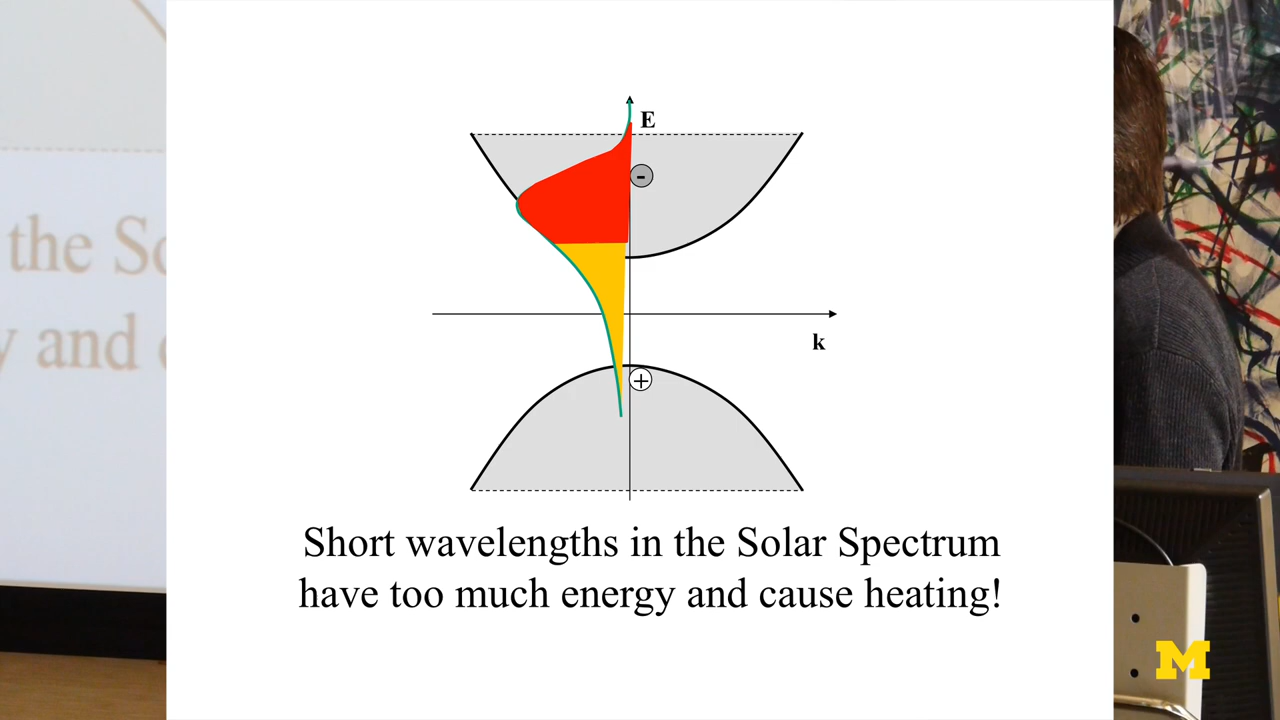 E
-
k
+
Short wavelengths in the Solar Spectrum
have too much energy and cause heating!
the So
y and
M